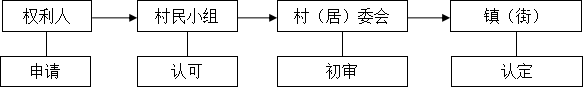 权利人 村民小组 村（居）委会 镇（街）
申请 认可 初审 认定